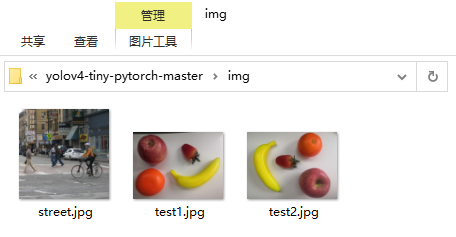 管理 img
共享 查看 图片工具
« yolov4-tiny-pytorch-master › img
street.jpg test1.jpg test2.jpg